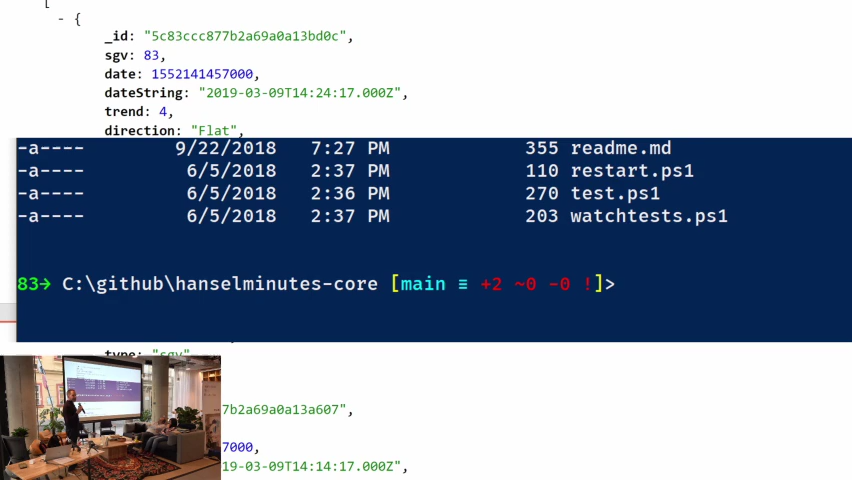 [
- {
_id: "5c83ccc877b2a69a0a13bd0c",
sgv: 83,
date: 1552141457000,
dateString: "2019-03-09T14:24:17.000Z",
trend: 4,
direction: "Flat",
-a---- 9/22/2018 7:27 PM 355 readme.md
-a---- 6/5/2018 2:37 PM 110 restart.ps1
-a---- 6/5/2018 2:36 PM 270 test.ps1
-a---- 6/5/2018 2:37 PM 203 watchtests.ps1
83→ C:\github\hanselminutes-core [main ≡ +2 ~0 -0 !]>
type: "sgv"
7b2a69a0a13a607",
7000,
19-03-09T14:14:17.000Z",